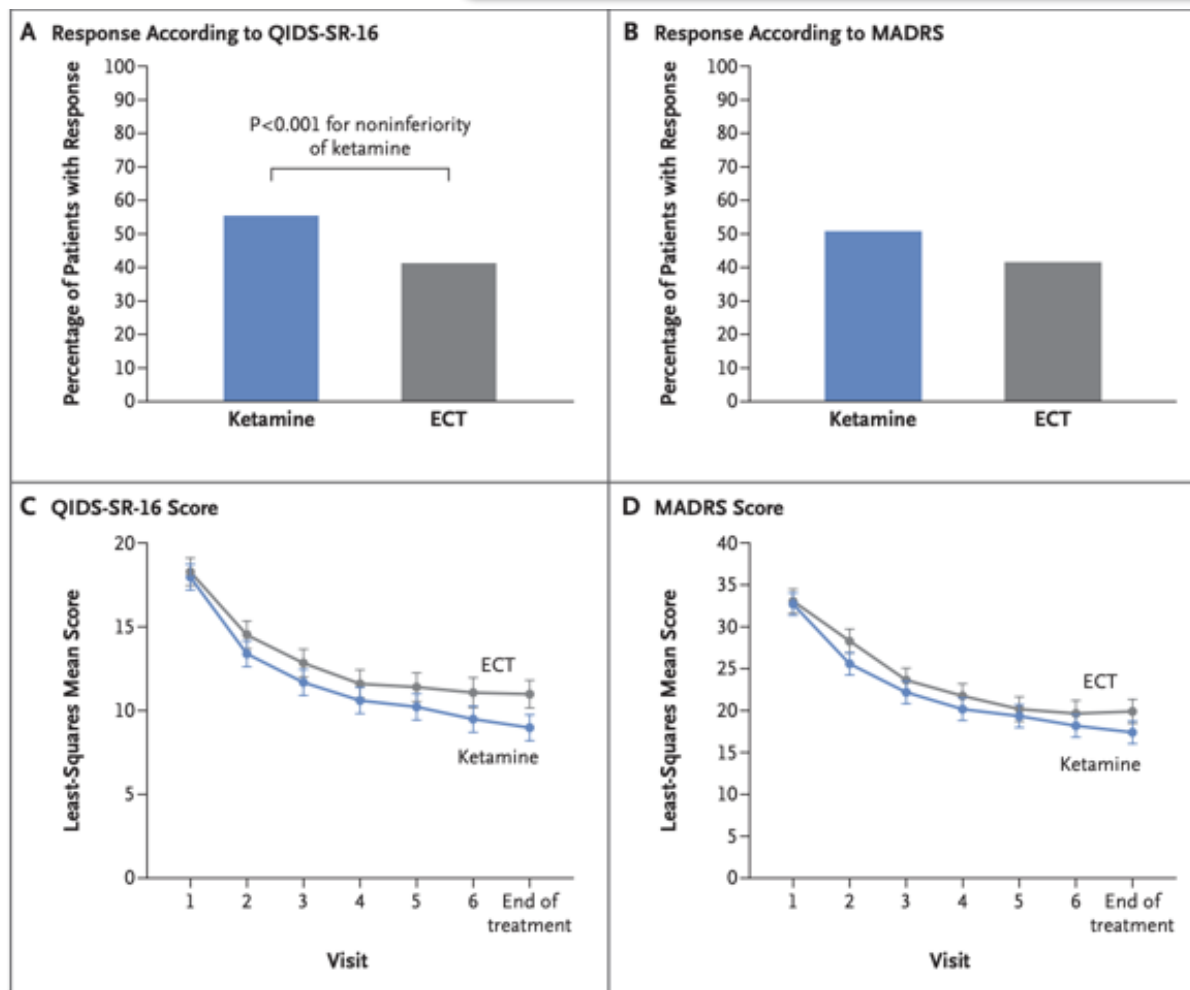 A Response According to QIDS-SR-16
Percentage of Patients with Response
100
90
80
70
60
50
40
30
20
10
0
P<0.001 for noninferiority
of ketamine
Ketamine
ECT
B Response According to MADRS
Percentage of Patients with Response
100
90
80
70
60
50
40
30
20
10
0
Ketamine
ECT
C QIDS-SR-16 Score
Least-Squares Mean Score
20
15
10
5
0
ECT
Ketamine
1 2 3 4 5 6 End of
treatment
Visit
D MADRS Score
Least-Squares Mean Score
40
35
30
25
20
15
10
5
0
ECT
Ketamine
1 2 3 4 5 6 End of
treatment
Visit